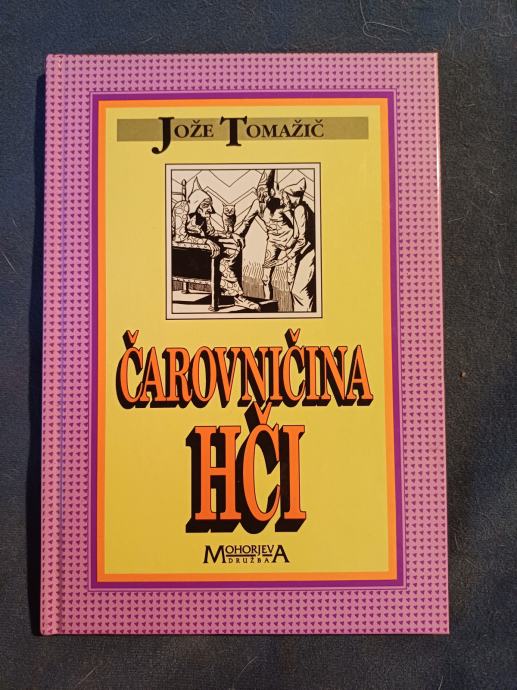 JOŽE TOMAŽIČ
ČAROVNIČINA
HČI
MOHORJEVA
DRUŽBA